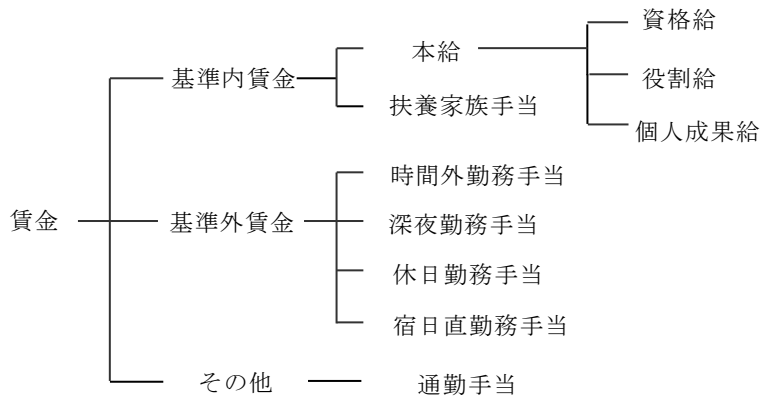 賃金
基準内賃金
本給
資格給
役割給
個人成果給
扶養家族手当
基準外賃金
時間外勤務手当
深夜勤務手当
休日勤務手当
宿日直勤務手当
その他
通勤手当